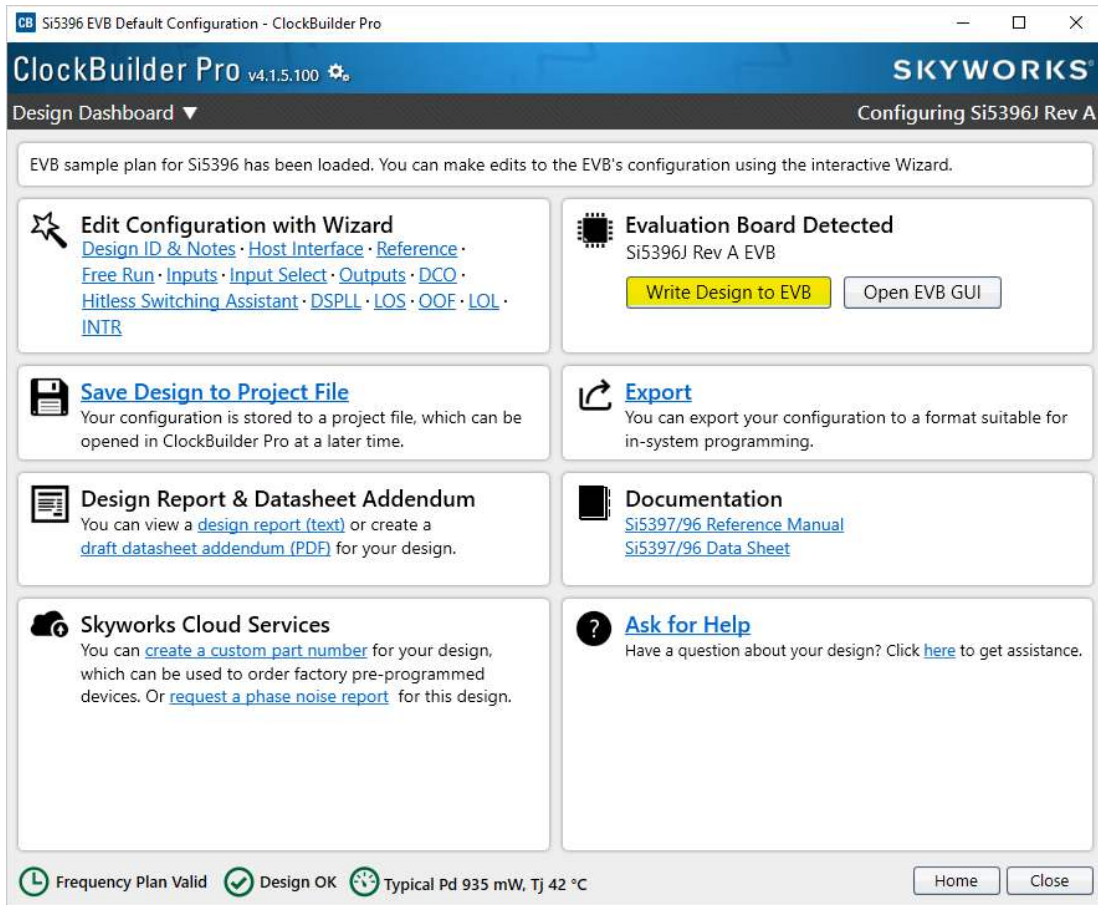 CB Si5396 EVB Default Configuration - ClockBuilder Pro
ClockBuilder Pro v4.1.5.100
SKYWORKS®
Design Dashboard ▼
Configuring Si5396J Rev A
EVB sample plan for Si5396 has been loaded. You can make edits to the EVB's configuration using the interactive Wizard.
Edit Configuration with Wizard
Design ID & Notes · Host Interface · Reference ·
Free Run · Inputs · Input Select · Outputs · DCO ·
Hitless Switching Assistant · DSPLL · LOS · OOF · LOL ·
INTR
Evaluation Board Detected
Si5396J Rev A EVB
Write Design to EVB
Open EVB GUI
Save Design to Project File
Your configuration is stored to a project file, which can be
opened in ClockBuilder Pro at a later time.
Export
You can export your configuration to a format suitable for
in-system programming.
Design Report & Datasheet Addendum
You can view a design report (text) or create a
draft datasheet addendum (PDF) for your design.
Documentation
Si5397/96 Reference Manual
Si5397/96 Data Sheet
Skyworks Cloud Services
You can create a custom part number for your design,
which can be used to order factory pre-programmed
devices. Or request a phase noise report for this design.
?
Ask for Help
Have a question about your design? Click here to get assistance.
Frequency Plan Valid
Design OK
Typical Pd 935 mW, Tj 42 °C
Home
Close